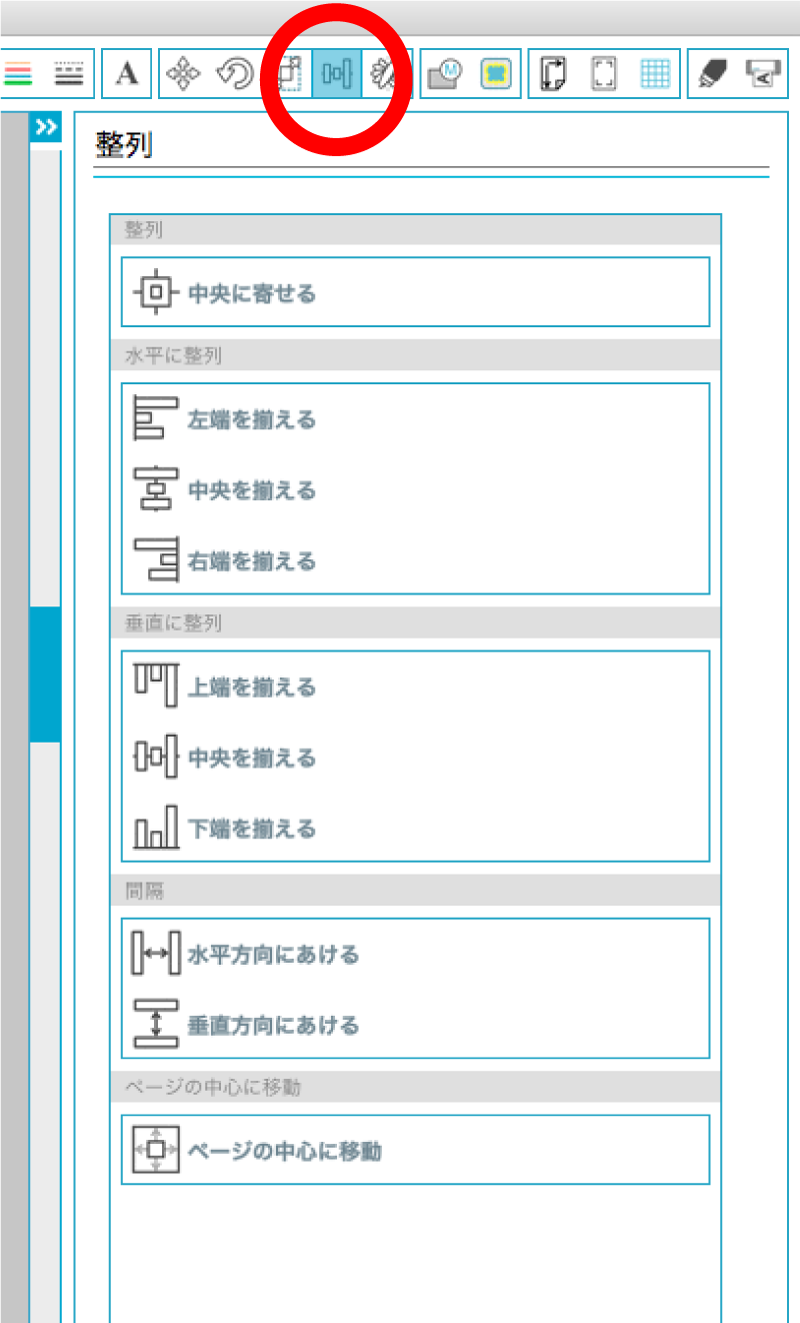 A
M
A
整列
整列
中央に寄せる
水平に整列
左端を揃える
中央を揃える
右端を揃える
垂直に整列
上端を揃える
中央を揃える
下端を揃える
間隔
水平方向にあける
垂直方向にあける
ページの中心に移動
ページの中心に移動